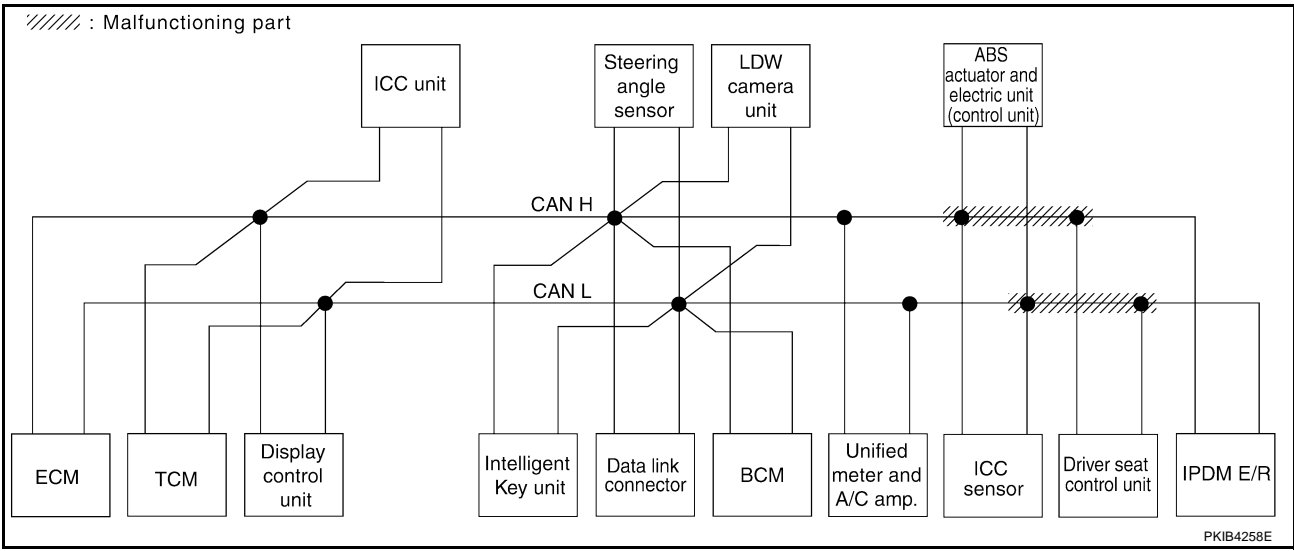 : Malfunctioning part
ICC unit
Steering
angle
sensor
LDW
camera
unit
ABS
actuator and
electric unit
(control unit)
CAN H
CAN L
ECM
TCM
Display
control
unit
Intelligent
Key unit
Data link
connector
BCM
Unified
meter and
A/C amp.
ICC
sensor
Driver seat
control unit
IPDM E/R
PKIB4258E